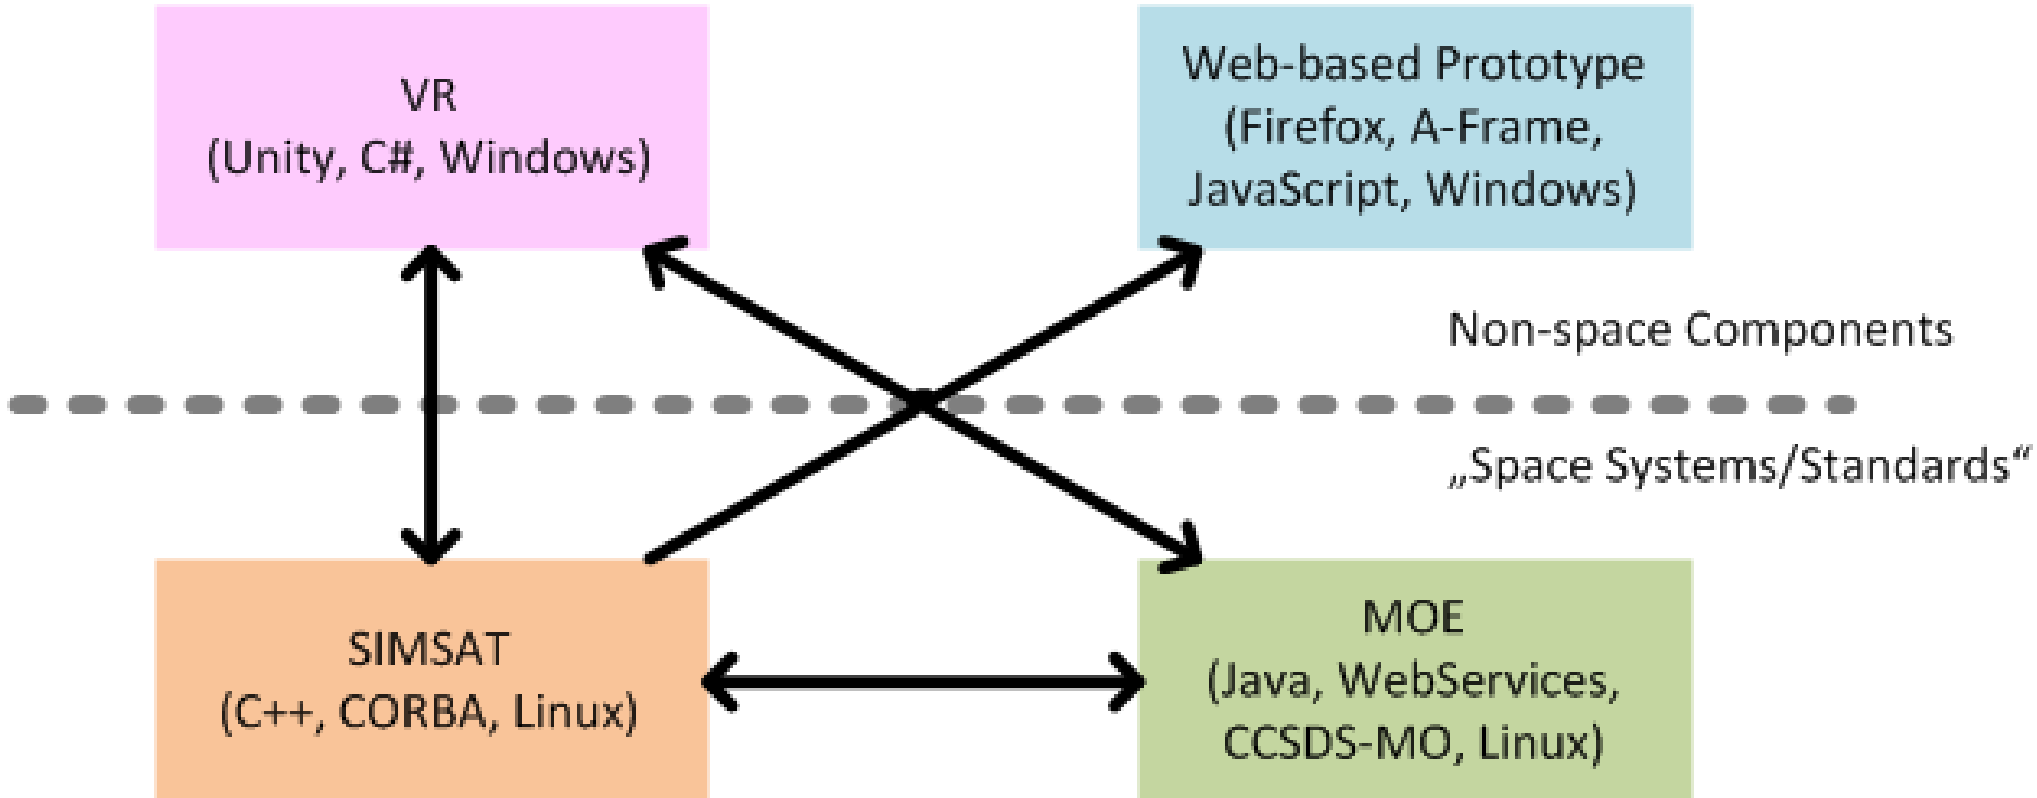 VR
(Unity, C#, Windows)
Web-based Prototype
(Firefox, A-Frame,
JavaScript, Windows)
Non-space Components
„Space Systems/Standards“
SIMSAT
(C++, CORBA, Linux)
MOE
(Java, WebServices,
CCSDS-MO, Linux)